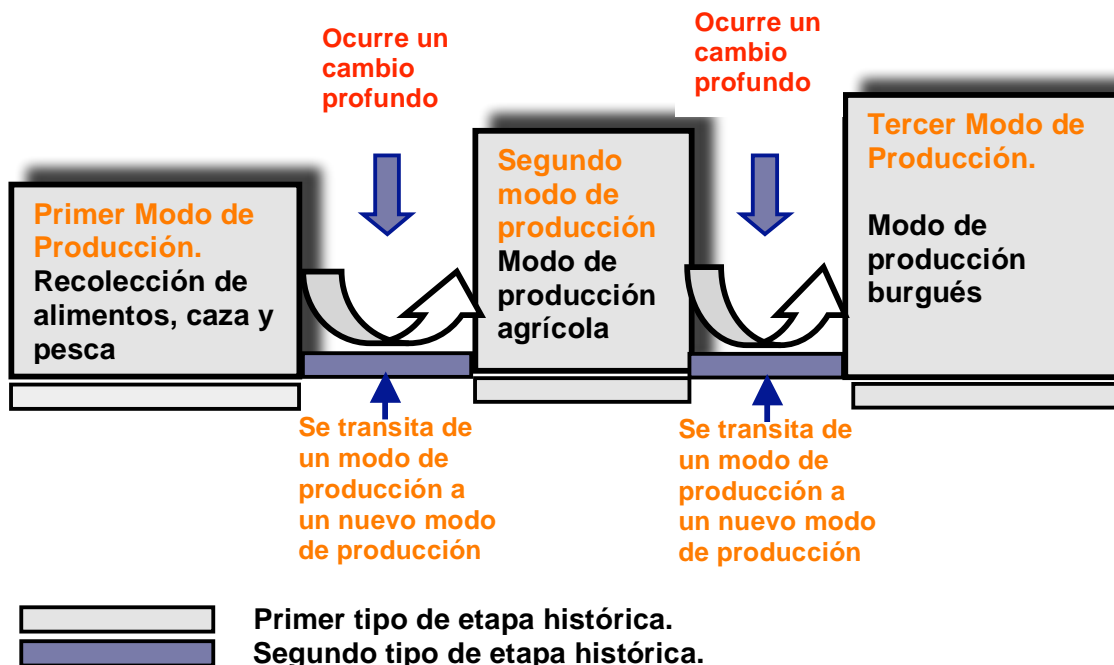 Ocurre un
cambio
profundo
Ocurre un
cambio
profundo
Primer Modo de
Producción.
Recolección de
alimentos, caza y
pesca
Segundo
modo de
producción
Modo de
producción
agrícola
Tercer Modo de
Producción.
Modo de
producción
burgués
Se transita de
un modo de
producción a
un nuevo modo
de producción
Se transita de
un modo de
producción a
un nuevo modo
de producción
Primer tipo de etapa histórica.
Segundo tipo de etapa histórica.